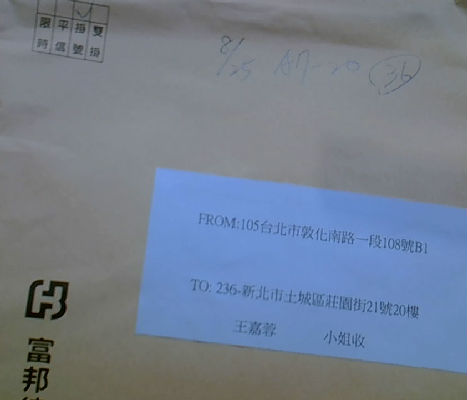 限時 平信 掛號 雙掛
8/25
FROM:105台北市敦化南路一段108號B1
TO: 236-新北市土城區莊園街21號20樓
王嘉蓉 小姐收
富邦